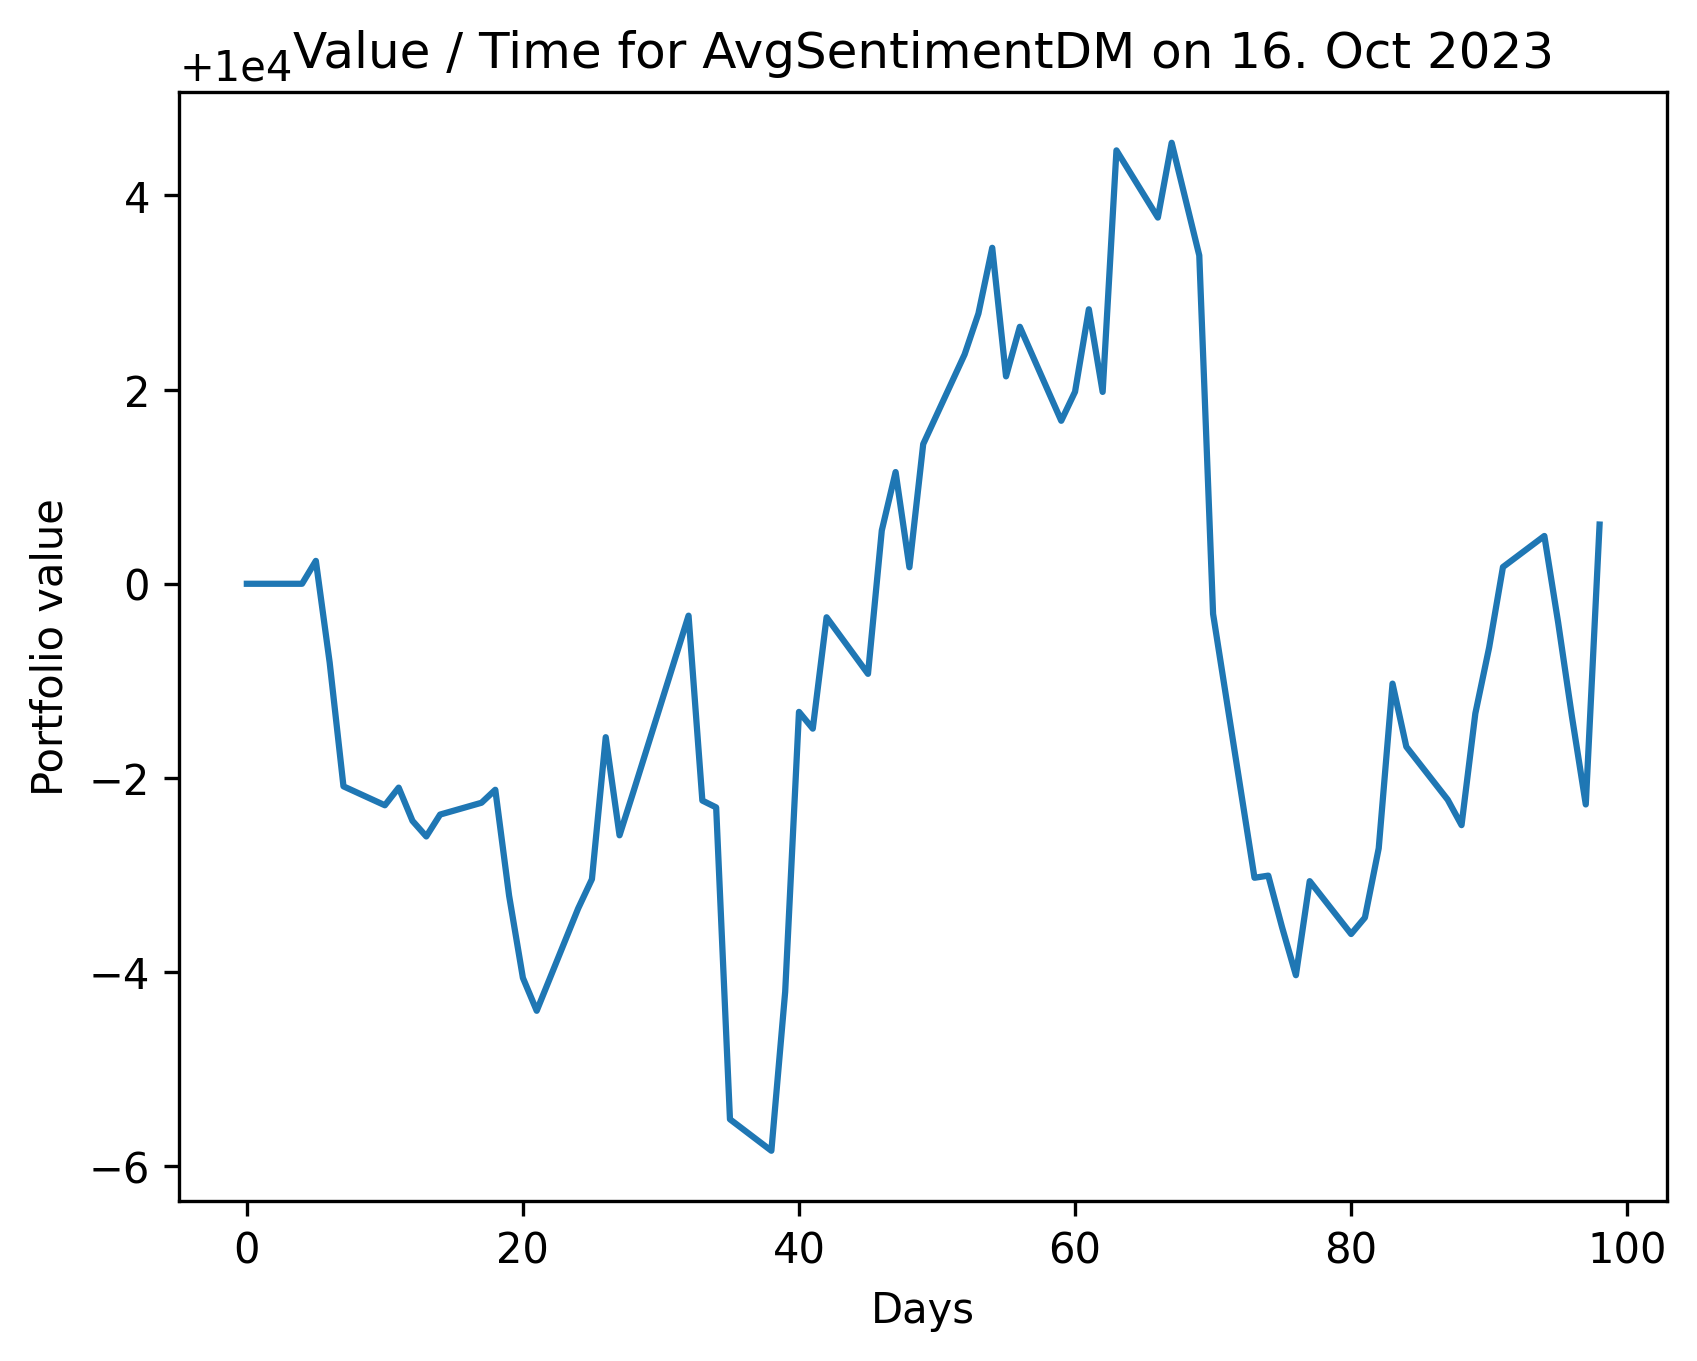 Value / Time for AvgSentimentDM on 16. Oct 2023
+1e4
4
2
0
−2
−4
−6
Portfolio value
0 20 40 60 80 100
Days